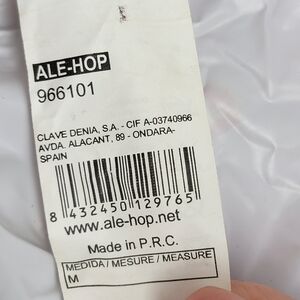 ALE-HOP
966101
CLAVE DENIA, S.A. - CIF A-03740966
AVDA. ALACANT, 89 - ONDARA-
SPAIN
8 432450 129765
www.ale-hop.net
Made in P.R.C.
MEDIDA / MESURE / MEASURE
M